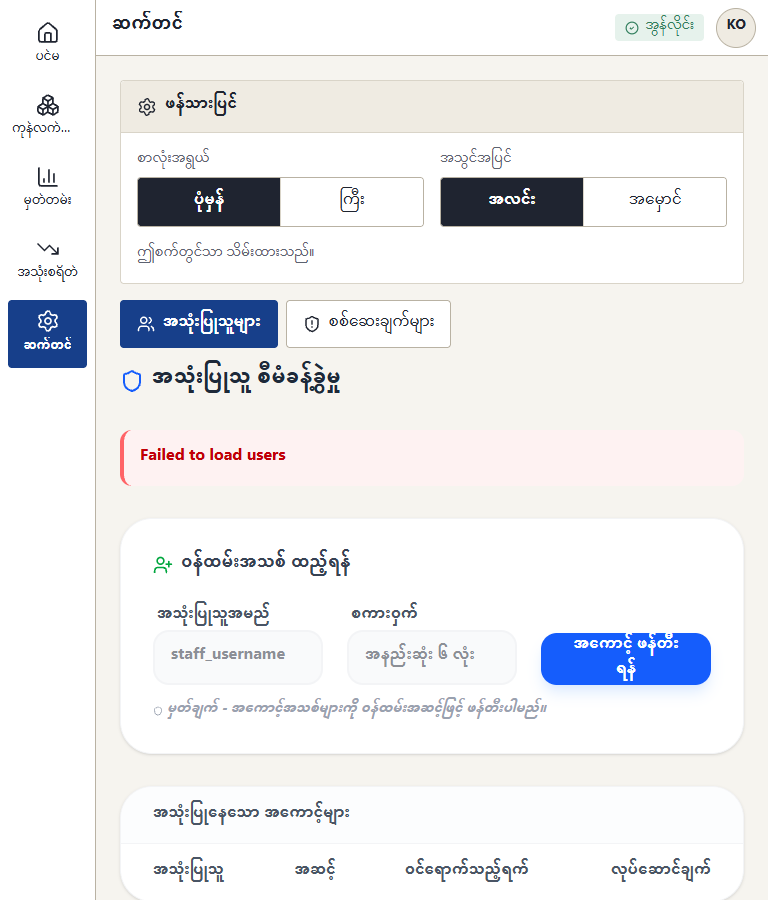 ဆက်တင်
အွန်လိုင်း
KO
ပင်မ
ကုန်လက်...
မှတ်တမ်း
အသုံးစရိတ်
ဆက်တင်
ဖန်သားပြင်
စာလုံးအရွယ်
အသွင်အပြင်
ပုံမှန်
ကြီး
အလင်း
အမှောင်
ဤစက်တွင်သာ သိမ်းထားသည်။
အသုံးပြုသူများ
စစ်ဆေးချက်များ
အသုံးပြုသူ စီမံခန့်ခွဲမှု
Failed to load users
ဝန်ထမ်းအသစ် ထည့်ရန်
အသုံးပြုသူအမည်
စကားဝှက်
staff_username
အနည်းဆုံး ၆ လုံး
အကောင့် ဖန်တီး
ရန်
မှတ်ချက် - အကောင့်အသစ်များကို ဝန်ထမ်းအဆင့်ဖြင့် ဖန်တီးပါမည်။
အသုံးပြုနေသော အကောင့်များ
အသုံးပြုသူ
အဆင့်
ဝင်ရောက်သည့်ရက်
လုပ်ဆောင်ချက်